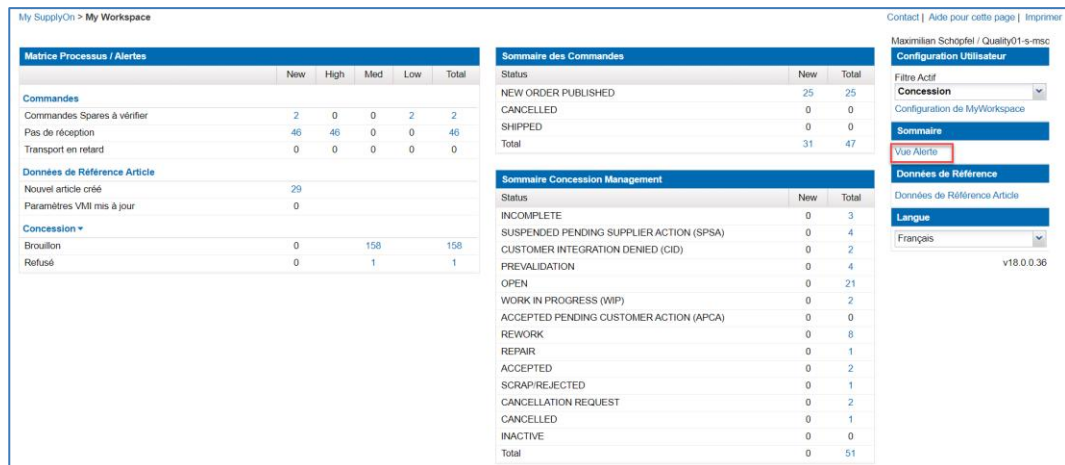 My SupplyOn > My Workspace
Contact | Aide pour cette page | Imprimer
Maximilian Schöpfel / Quality01-s-msc
Matrice Processus / Alertes
New High Med Low Total
Commandes
Commandes Spares à vérifier 2 0 0 2 2
Pas de réception 46 46 0 0 46
Transport en retard 0 0 0 0 0
Données de Référence Article
Nouvel article créé 29
Paramètres VMI mis à jour 0
Concession
Brouillon 0 158 158
Refusé 0 1 1
Sommaire des Commandes
Status New Total
NEW ORDER PUBLISHED 25 25
CANCELLED 0 0
SHIPPED 0 0
Total 31 47
Sommaire Concession Management
Status New Total
INCOMPLETE 0 3
SUSPENDED PENDING SUPPLIER ACTION (SPSA) 0 4
CUSTOMER INTEGRATION DENIED (CID) 0 2
PREVALIDATION 0 4
OPEN 0 21
WORK IN PROGRESS (WIP) 0 2
ACCEPTED PENDING CUSTOMER ACTION (APCA) 0 0
REWORK 0 8
REPAIR 0 1
ACCEPTED 0 2
SCRAP/REJECTED 0 1
CANCELLATION REQUEST 0 2
CANCELLED 0 1
INACTIVE 0 0
Total 0 51
Configuration Utilisateur
Filtre Actif
Concession
Configuration de MyWorkspace
Sommaire
Vue Alerte
Données de Référence
Données de Référence Article
Langue
Français
v18.0.0.36